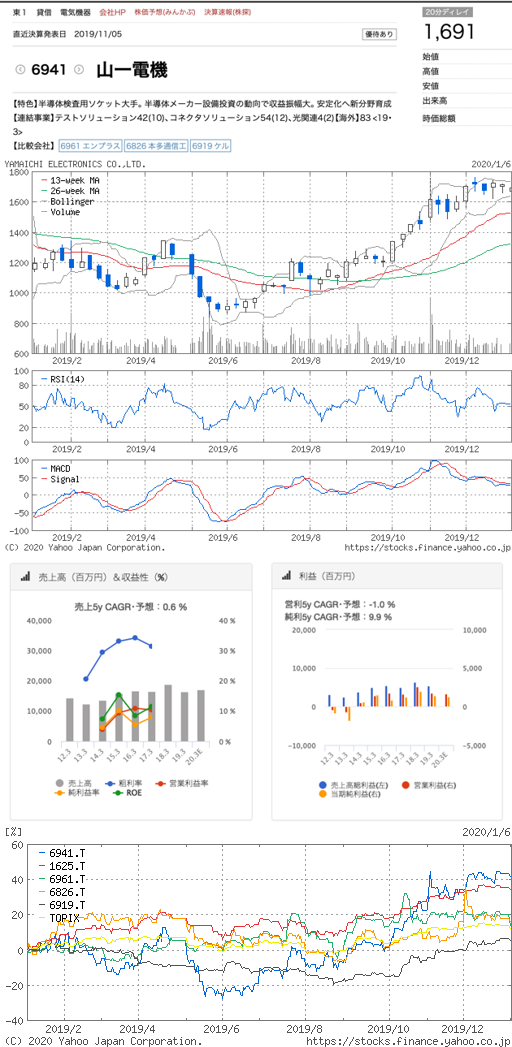 東1 貸借 電気機器 会社HP 株価予想(みんかぶ) 決算速報(株探)
20分ディレイ
直近決算発表日 2019/11/05 優待あり
1,691
6941 山一電機
始値
高値
安値
出来高
時価総額
【特色】半導体検査用ソケット大手。半導体メーカー設備投資の動向で収益振幅大。安定化へ新分野育成
【連結事業】テストソリューション42(10)、コネクタソリューション54(12)、光関連4(2)【海外】83 <19・
3>
【比較会社】 6961 エンプラス 6826 本多通信工 6919 ケル
YAMAICHI ELECTRONICS CO.,LTD. 2020/1/6
13-week MA
26-week MA
Bollinger
Volume
1800
1600
1400
1200
1000
800
600
2019/2 2019/4 2019/6 2019/8 2019/10 2019/12
RSI(14)
100
80
50
20
0
2019/2 2019/4 2019/6 2019/8 2019/10 2019/12
MACD
Signal
100
50
0
-50
-100
2019/2 2019/4 2019/6 2019/8 2019/10 2019/12
(C) 2020 Yahoo Japan Corporation. https://stocks.finance.yahoo.co.jp
売上高（百万円）＆収益性（%）
売上5y CAGR・予想：0.6 %
40,000 40 %
30,000 30 %
20,000 20 %
10,000 10 %
0 0 %
12.3 13.3 14.3 15.3 16.3 17.3 18.3 19.3 20.3E
売上高 粗利率 営業利益率
純利益率 ROE
利益（百万円）
営利5y CAGR・予想：-1.0 %
純利5y CAGR・予想：9.9 %
20,000 10,000
10,000 5,000
0 0
-10,000 -5,000
12.3 13.3 14.3 15.3 16.3 17.3 18.3 19.3 20.3E
売上高総利益(左) 営業利益(右)
当期純利益(右)
[%] 2020/1/6
6941.T
1625.T
6961.T
6826.T
6919.T
TOPIX
60
40
20
0
-20
-40
2019/2 2019/4 2019/6 2019/8 2019/10 2019/12
(C) 2020 Yahoo Japan Corporation. https://stocks.finance.yahoo.co.jp